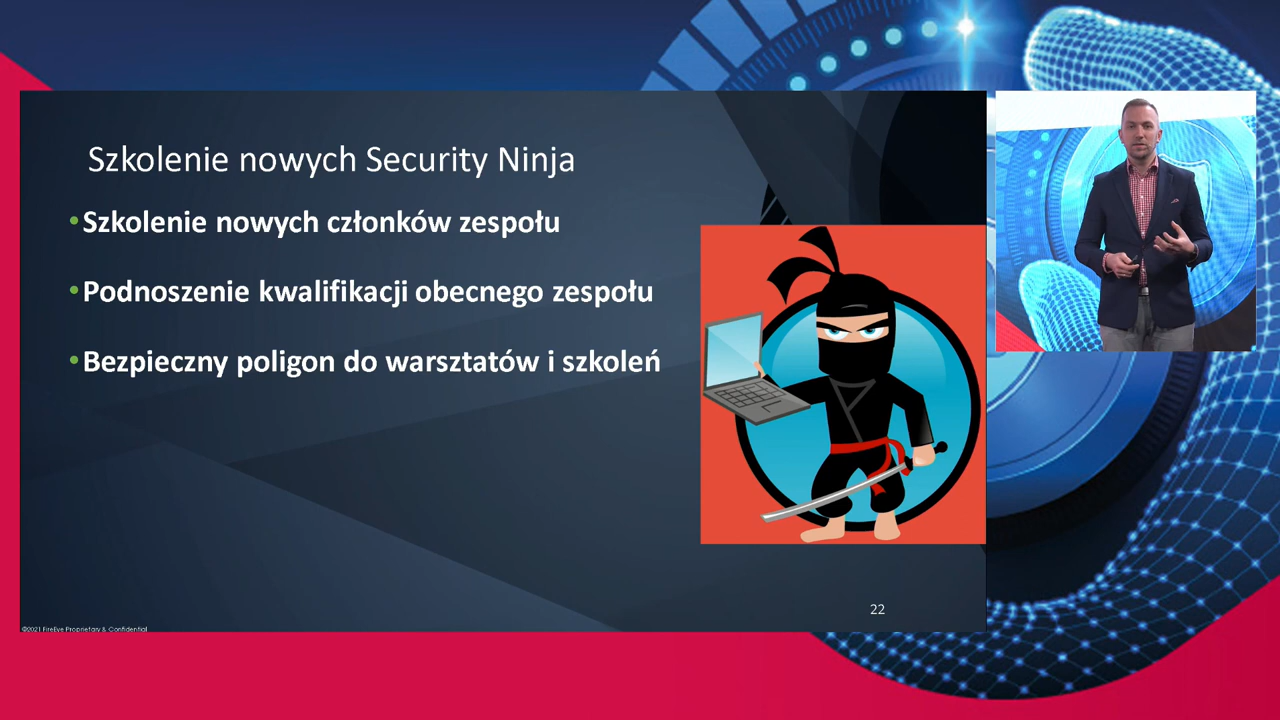 Szkolenie nowych Security Ninja
•Szkolenie nowych członków zespołu
•Podnoszenie kwalifikacji obecnego zespołu
•Bezpieczny poligon do warsztatów i szkoleń
22
©2021 FireEye Proprietary & Confidential